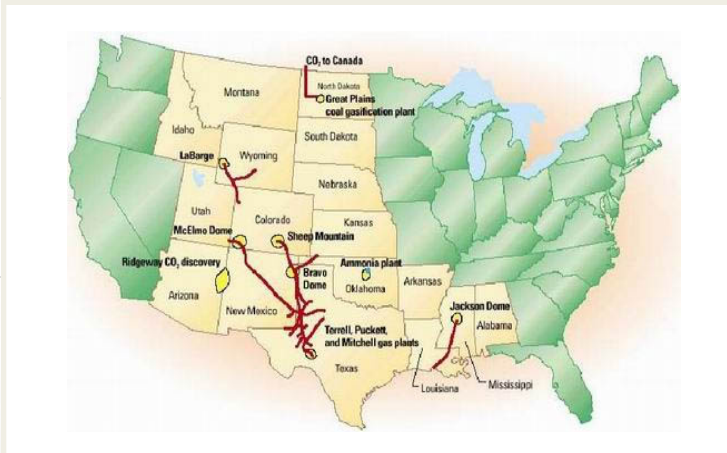 CO₂ to Canada
North Dakota
Montana
Great Plains
coal gasification plant
Idaho
South Dakota
LaBarge
Wyoming
Nebraska
Utah
Colorado
Kansas
McElmo Dome
Sheep Mountain
Ridgeway CO₂ discovery
Bravo
Dome
Ammonia plant
Oklahoma
Arkansas
Arizona
New Mexico
Jackson Dome
Alabama
Terrell, Puckett,
and Mitchell gas plants
Texas
Louisiana
Mississippi